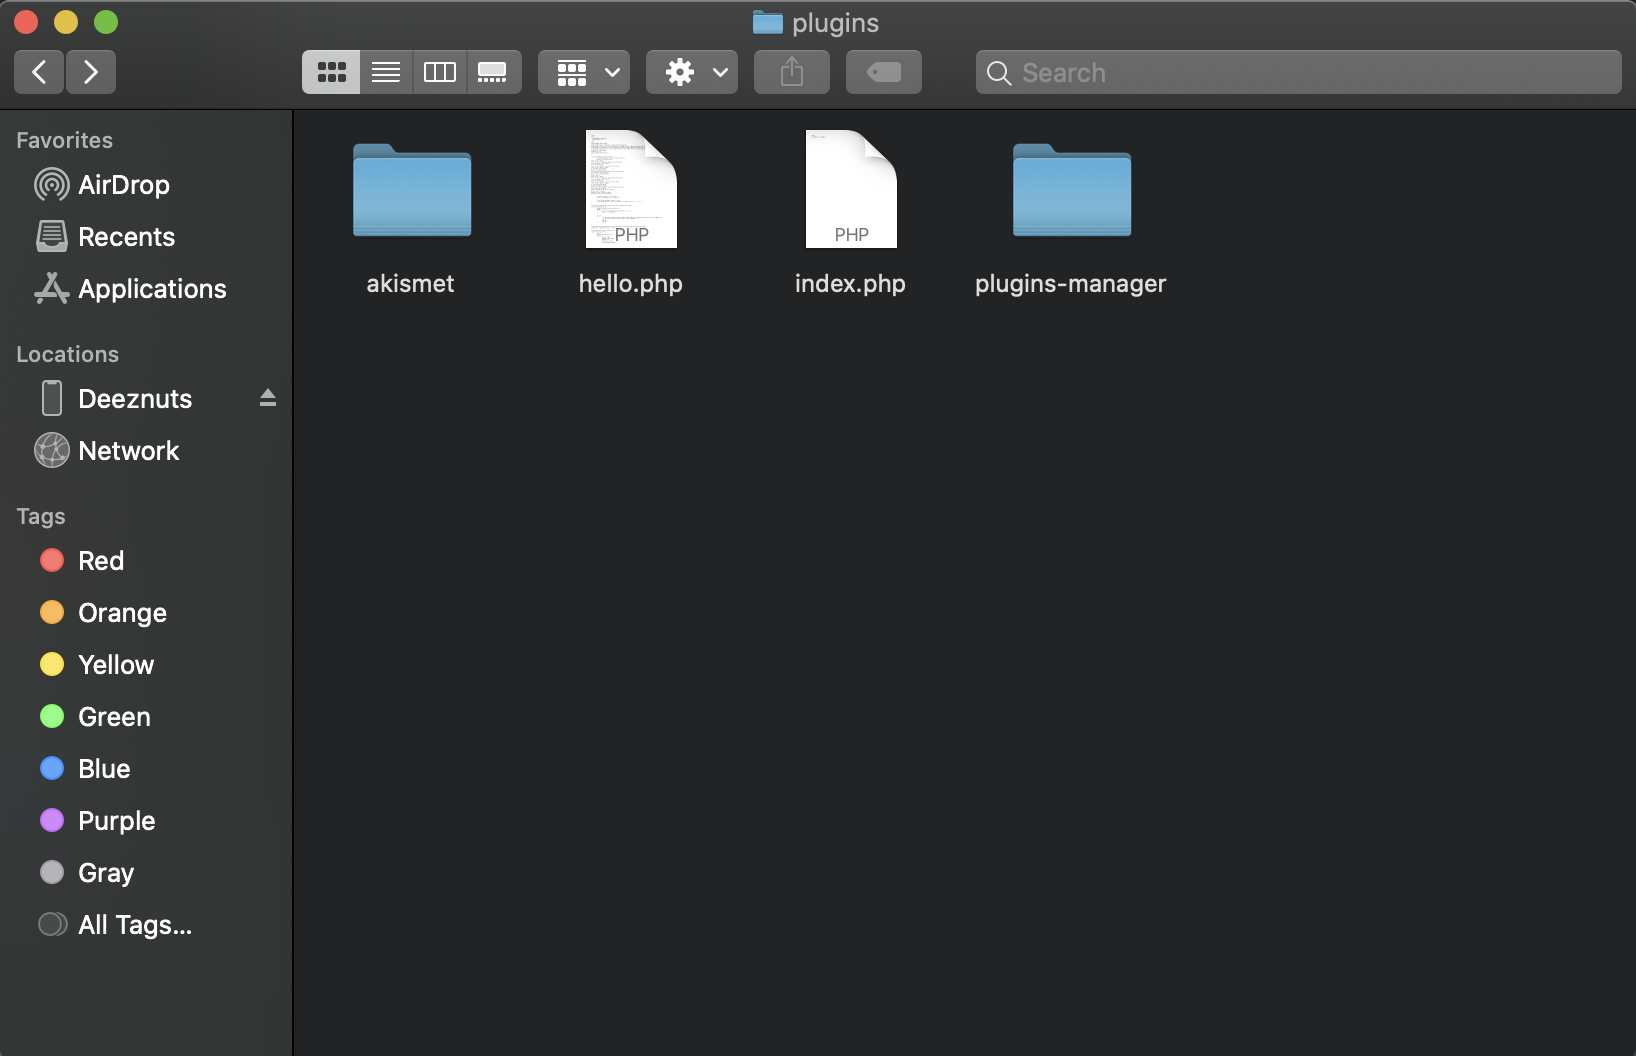 plugins
Search
Favorites
AirDrop
Recents
Applications
Locations
Deeznuts
Network
Tags
Red
Orange
Yellow
Green
Blue
Purple
Gray
All Tags...
PHP
PHP
akismet
hello.php
index.php
plugins-manager